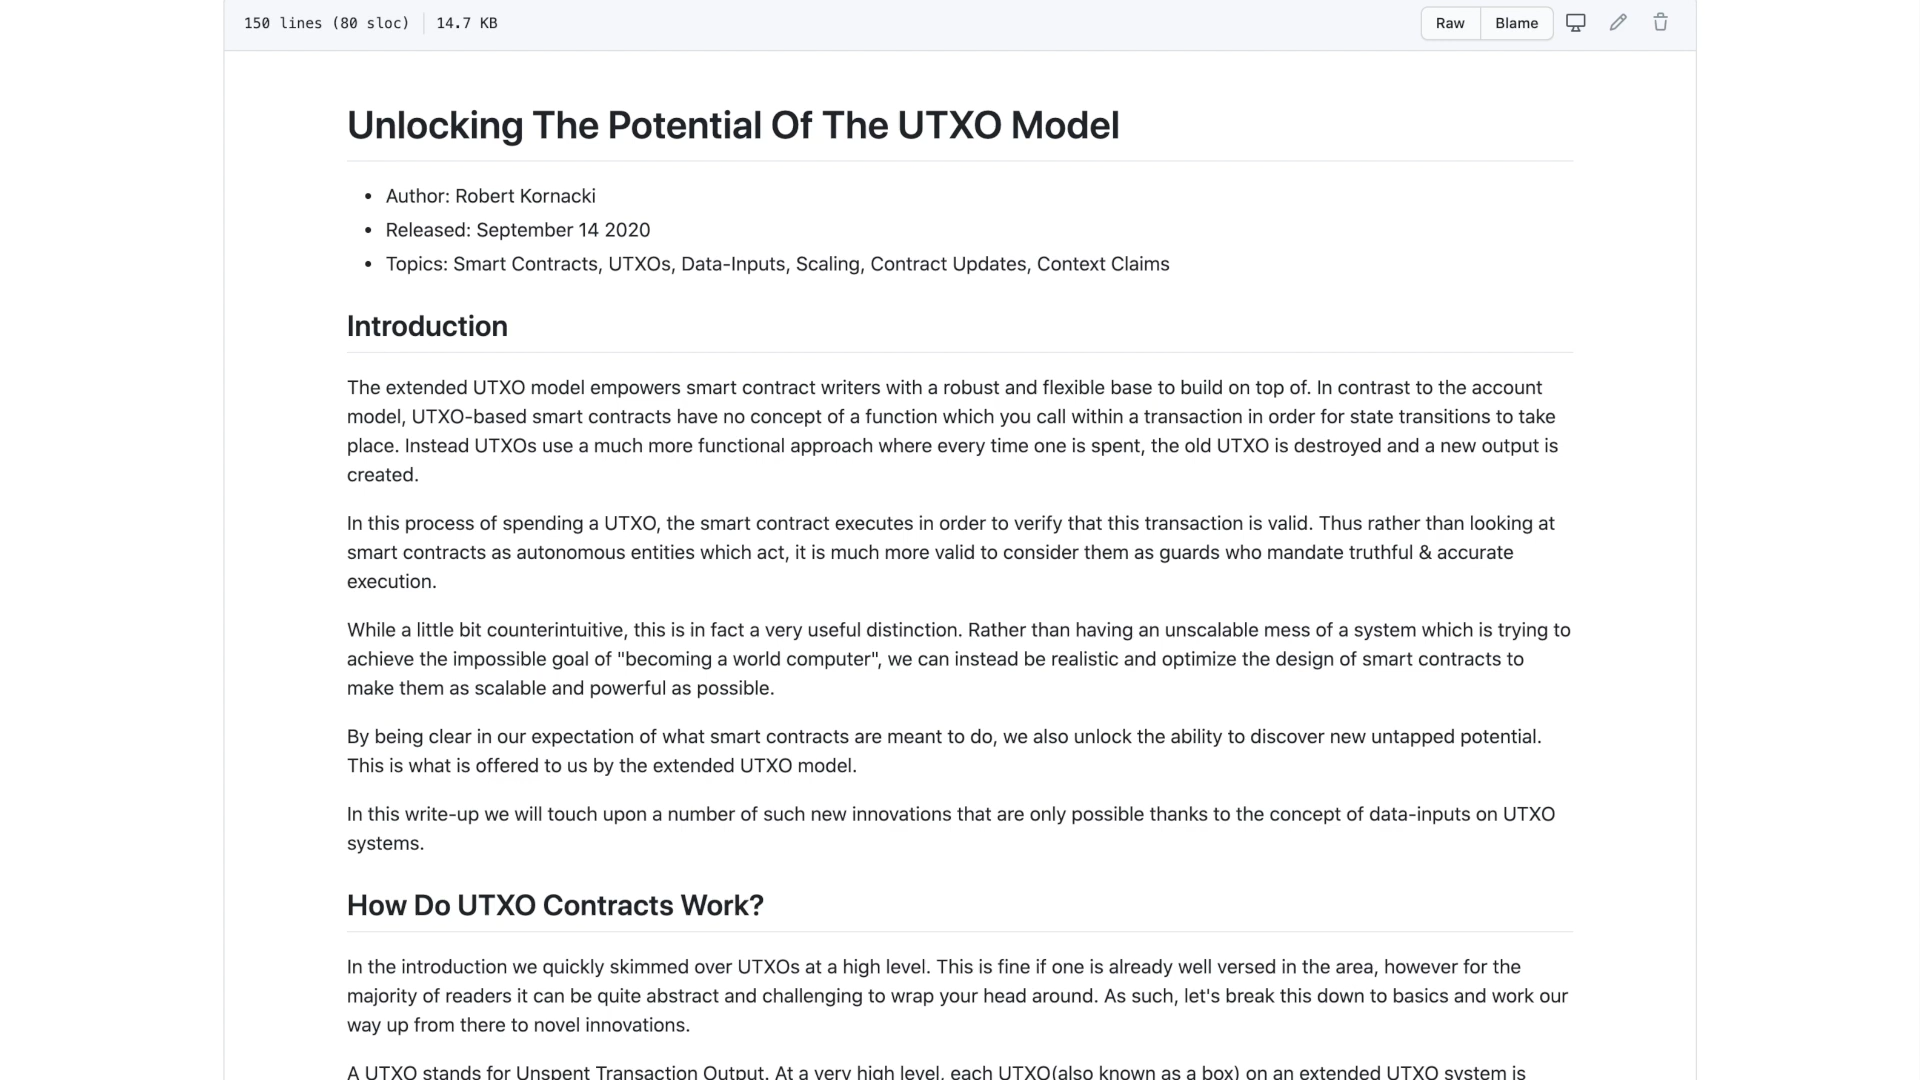 150 lines (80 sloc) 14.7 KB Raw Blame
Unlocking The Potential Of The UTXO Model
• Author: Robert Kornacki
• Released: September 14 2020
• Topics: Smart Contracts, UTXOs, Data-Inputs, Scaling, Contract Updates, Context Claims
Introduction
The extended UTXO model empowers smart contract writers with a robust and flexible base to build on top of. In contrast to the account
model, UTXO-based smart contracts have no concept of a function which you call within a transaction in order for state transitions to take
place. Instead UTXOs use a much more functional approach where every time one is spent, the old UTXO is destroyed and a new output is
created.
In this process of spending a UTXO, the smart contract executes in order to verify that this transaction is valid. Thus rather than looking at
smart contracts as autonomous entities which act, it is much more valid to consider them as guards who mandate truthful & accurate
execution.
While a little bit counterintuitive, this is in fact a very useful distinction. Rather than having an unscalable mess of a system which is trying to
achieve the impossible goal of "becoming a world computer", we can instead be realistic and optimize the design of smart contracts to
make them as scalable and powerful as possible.
By being clear in our expectation of what smart contracts are meant to do, we also unlock the ability to discover new untapped potential.
This is what is offered to us by the extended UTXO model.
In this write-up we will touch upon a number of such new innovations that are only possible thanks to the concept of data-inputs on UTXO
systems.
How Do UTXO Contracts Work?
In the introduction we quickly skimmed over UTXOs at a high level. This is fine if one is already well versed in the area, however for the
majority of readers it can be quite abstract and challenging to wrap your head around. As such, let's break this down to basics and work our
way up from there to novel innovations.
A UTXO stands for Unspent Transaction Output. At a very high level, each UTXO(also known as a box) on an extended UTXO system is